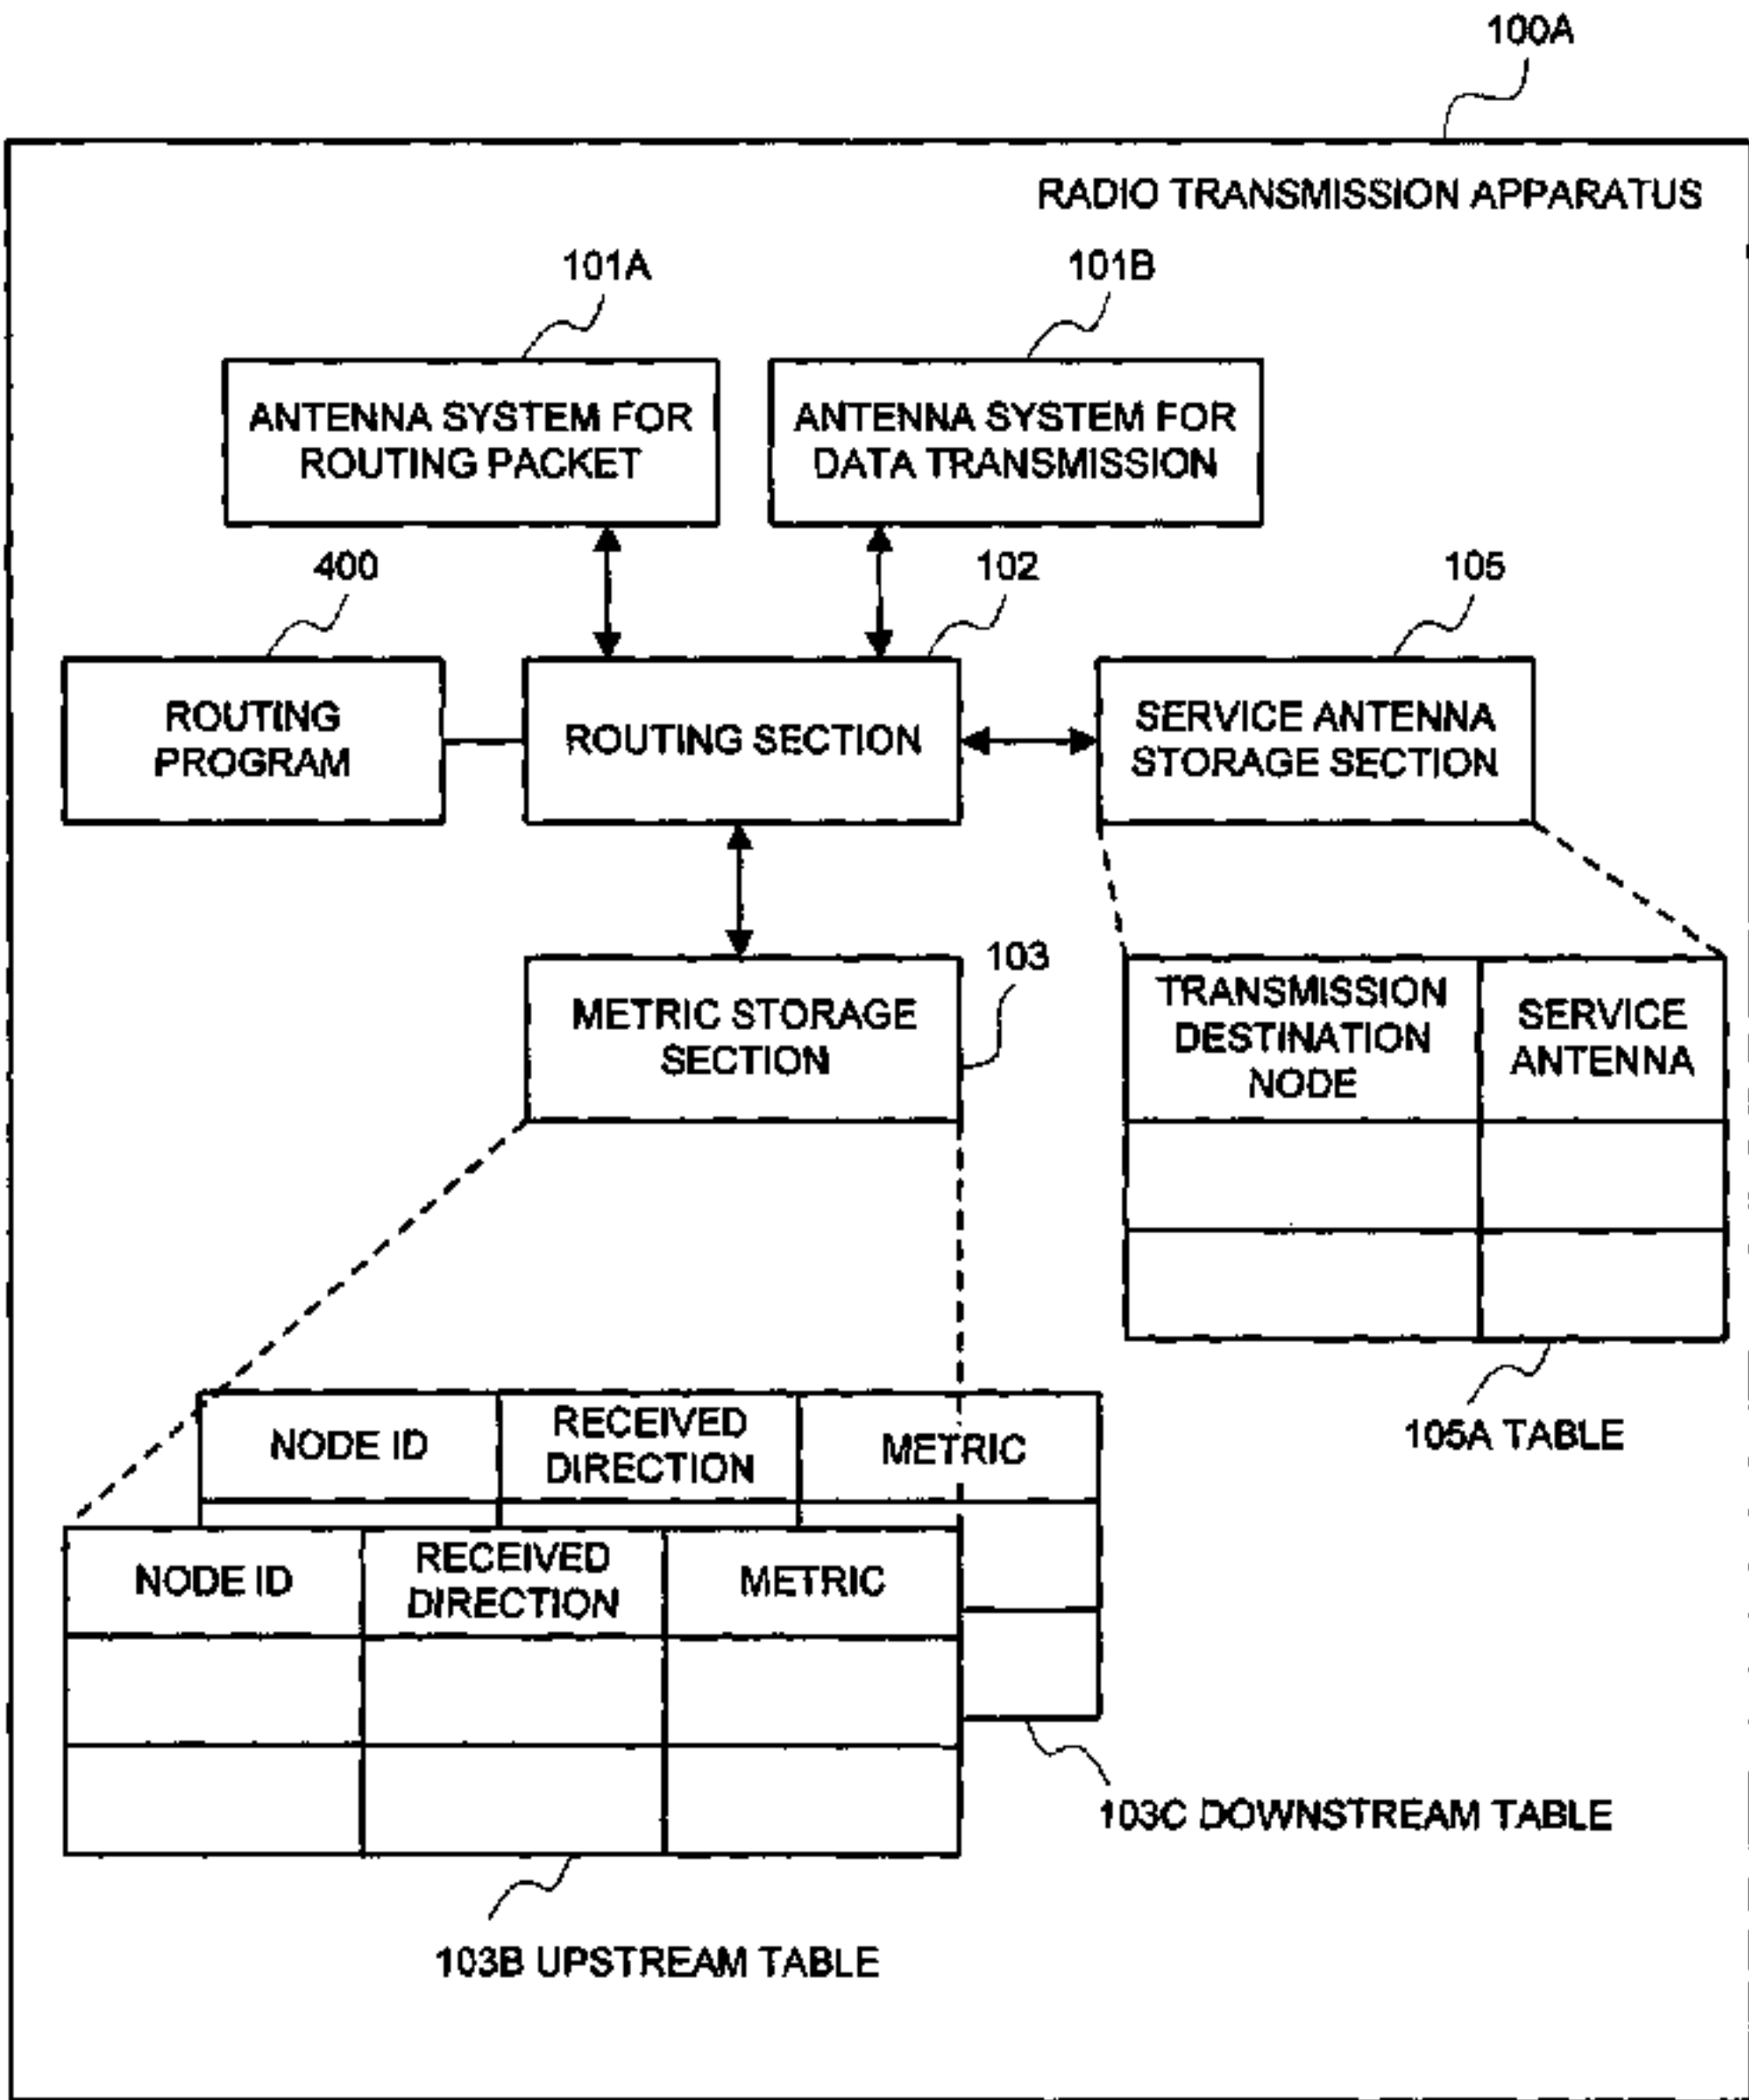 100A
RADIO TRANSMISSION APPARATUS
101A
101B
ANTENNA SYSTEM FOR
ROUTING PACKET
ANTENNA SYSTEM FOR
DATA TRANSMISSION
400
102
105
ROUTING
PROGRAM
ROUTING SECTION
SERVICE ANTENNA
STORAGE SECTION
103
METRIC STORAGE
SECTION
TRANSMISSION
DESTINATION
NODE
SERVICE
ANTENNA
105A TABLE
NODE ID
RECEIVED
DIRECTION
METRIC
NODE ID
RECEIVED
DIRECTION
METRIC
103C DOWNSTREAM TABLE
103B UPSTREAM TABLE